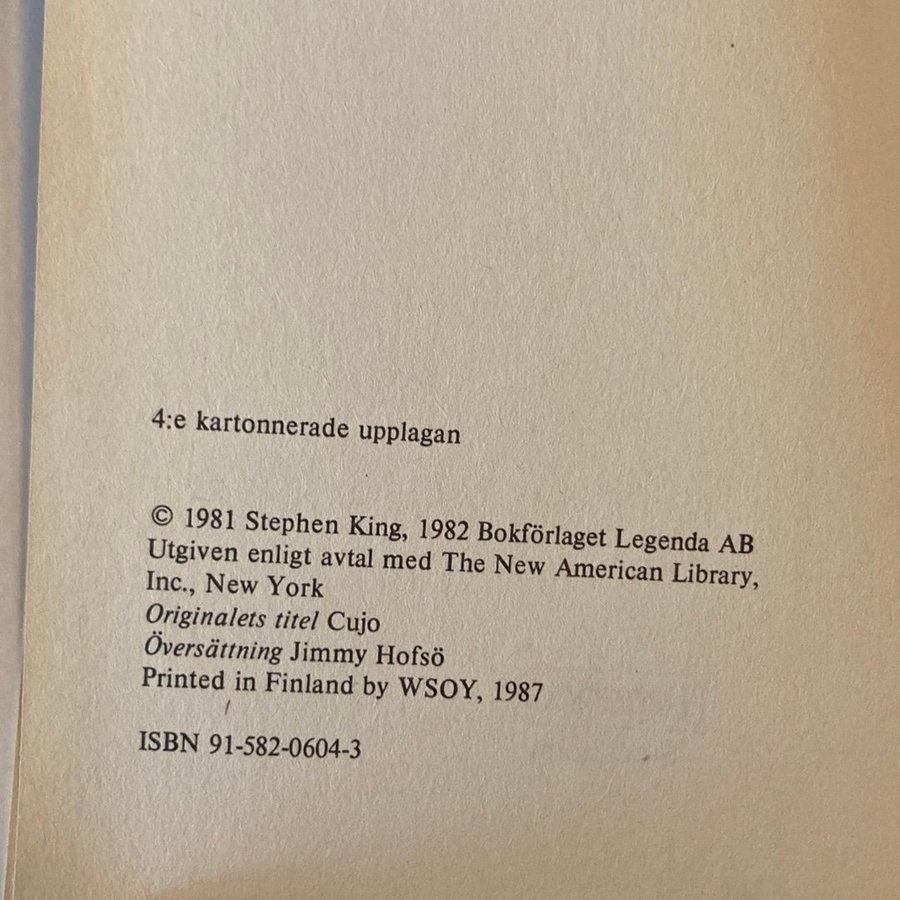 4:e kartonnerade upplagan
© 1981 Stephen King, 1982 Bokförlaget Legenda AB
Utgiven enligt avtal med The New American Library,
Inc., New York
Originalets titel Cujo
Översättning Jimmy Hofsö
Printed in Finland by WSOY, 1987
ISBN 91-582-0604-3